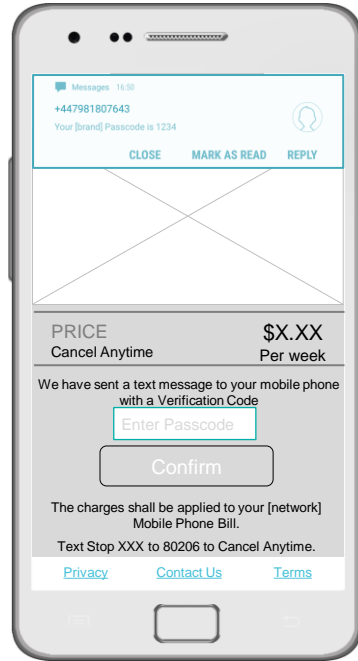 Messages 16:50
+447981807643
Your [brand] Passcode is 1234
CLOSE MARK AS READ REPLY
PRICE $X.XX
Cancel Anytime Per week
We have sent a text message to your mobile phone
with a Verification Code
Enter Passcode
Confirm
The charges shall be applied to your [network]
Mobile Phone Bill.
Text Stop XXX to 80206 to Cancel Anytime.
Privacy Contact Us Terms